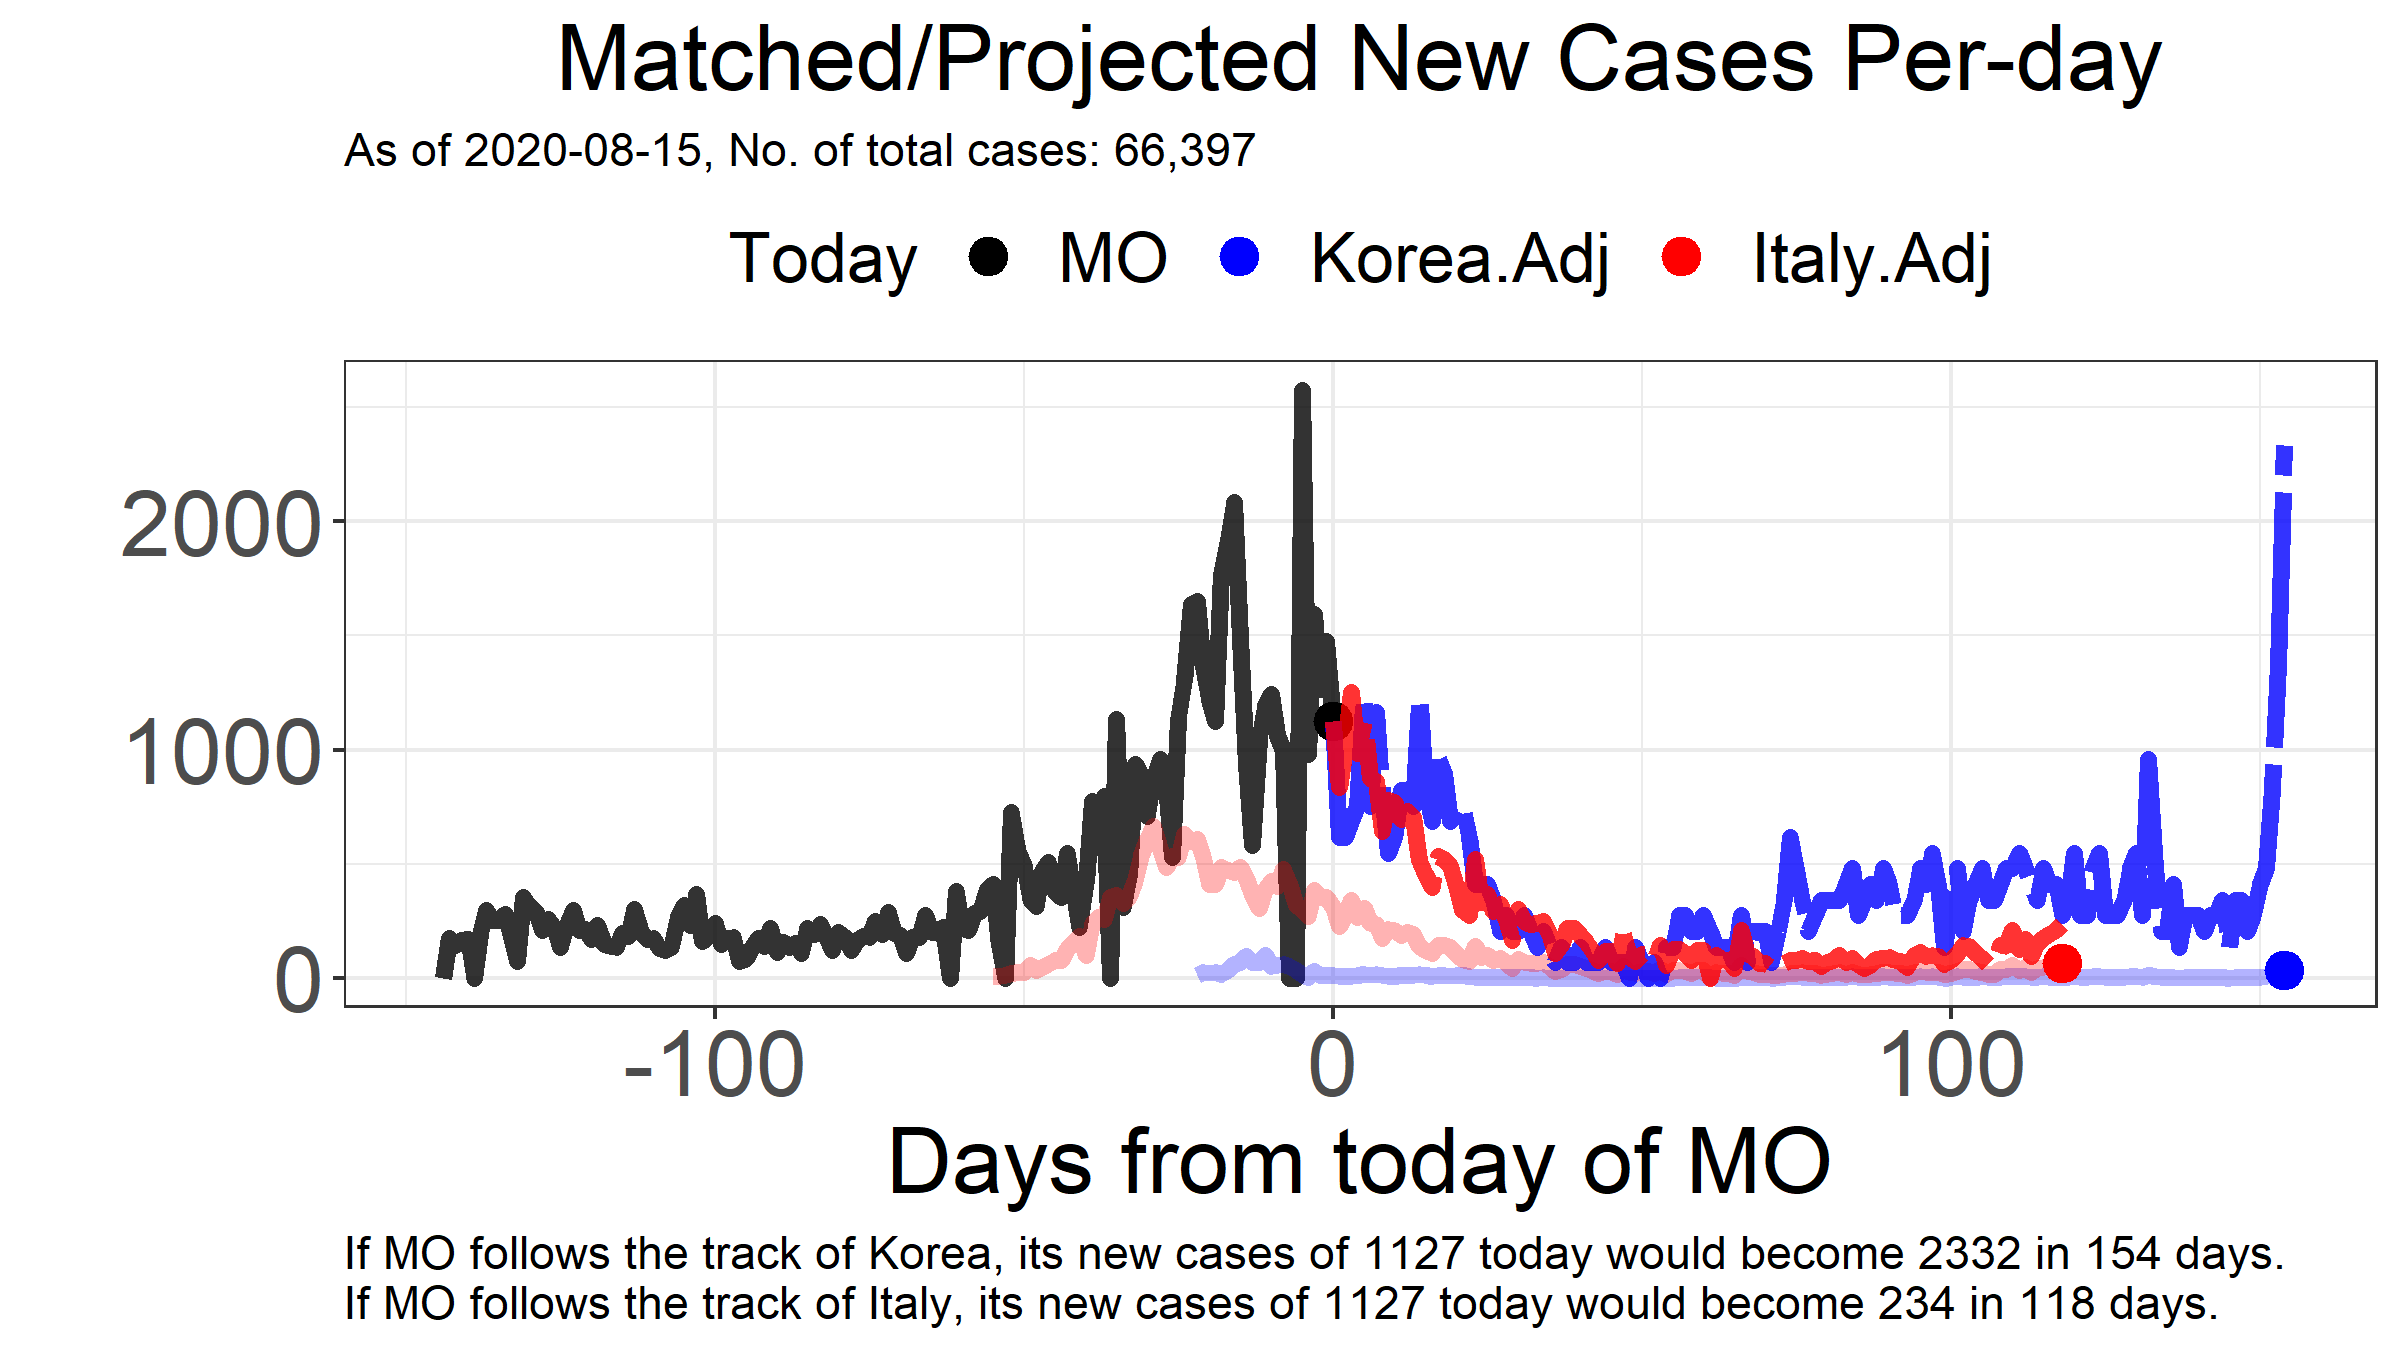 Matched/Projected New Cases Per-day
As of 2020-08-15, No. of total cases: 66,397
Today MO Korea.Adj Italy.Adj
2000
1000
0
-100 0 100
Days from today of MO
If MO follows the track of Korea, its new cases of 1127 today would become 2332 in 154 days.
If MO follows the track of Italy, its new cases of 1127 today would become 234 in 118 days.